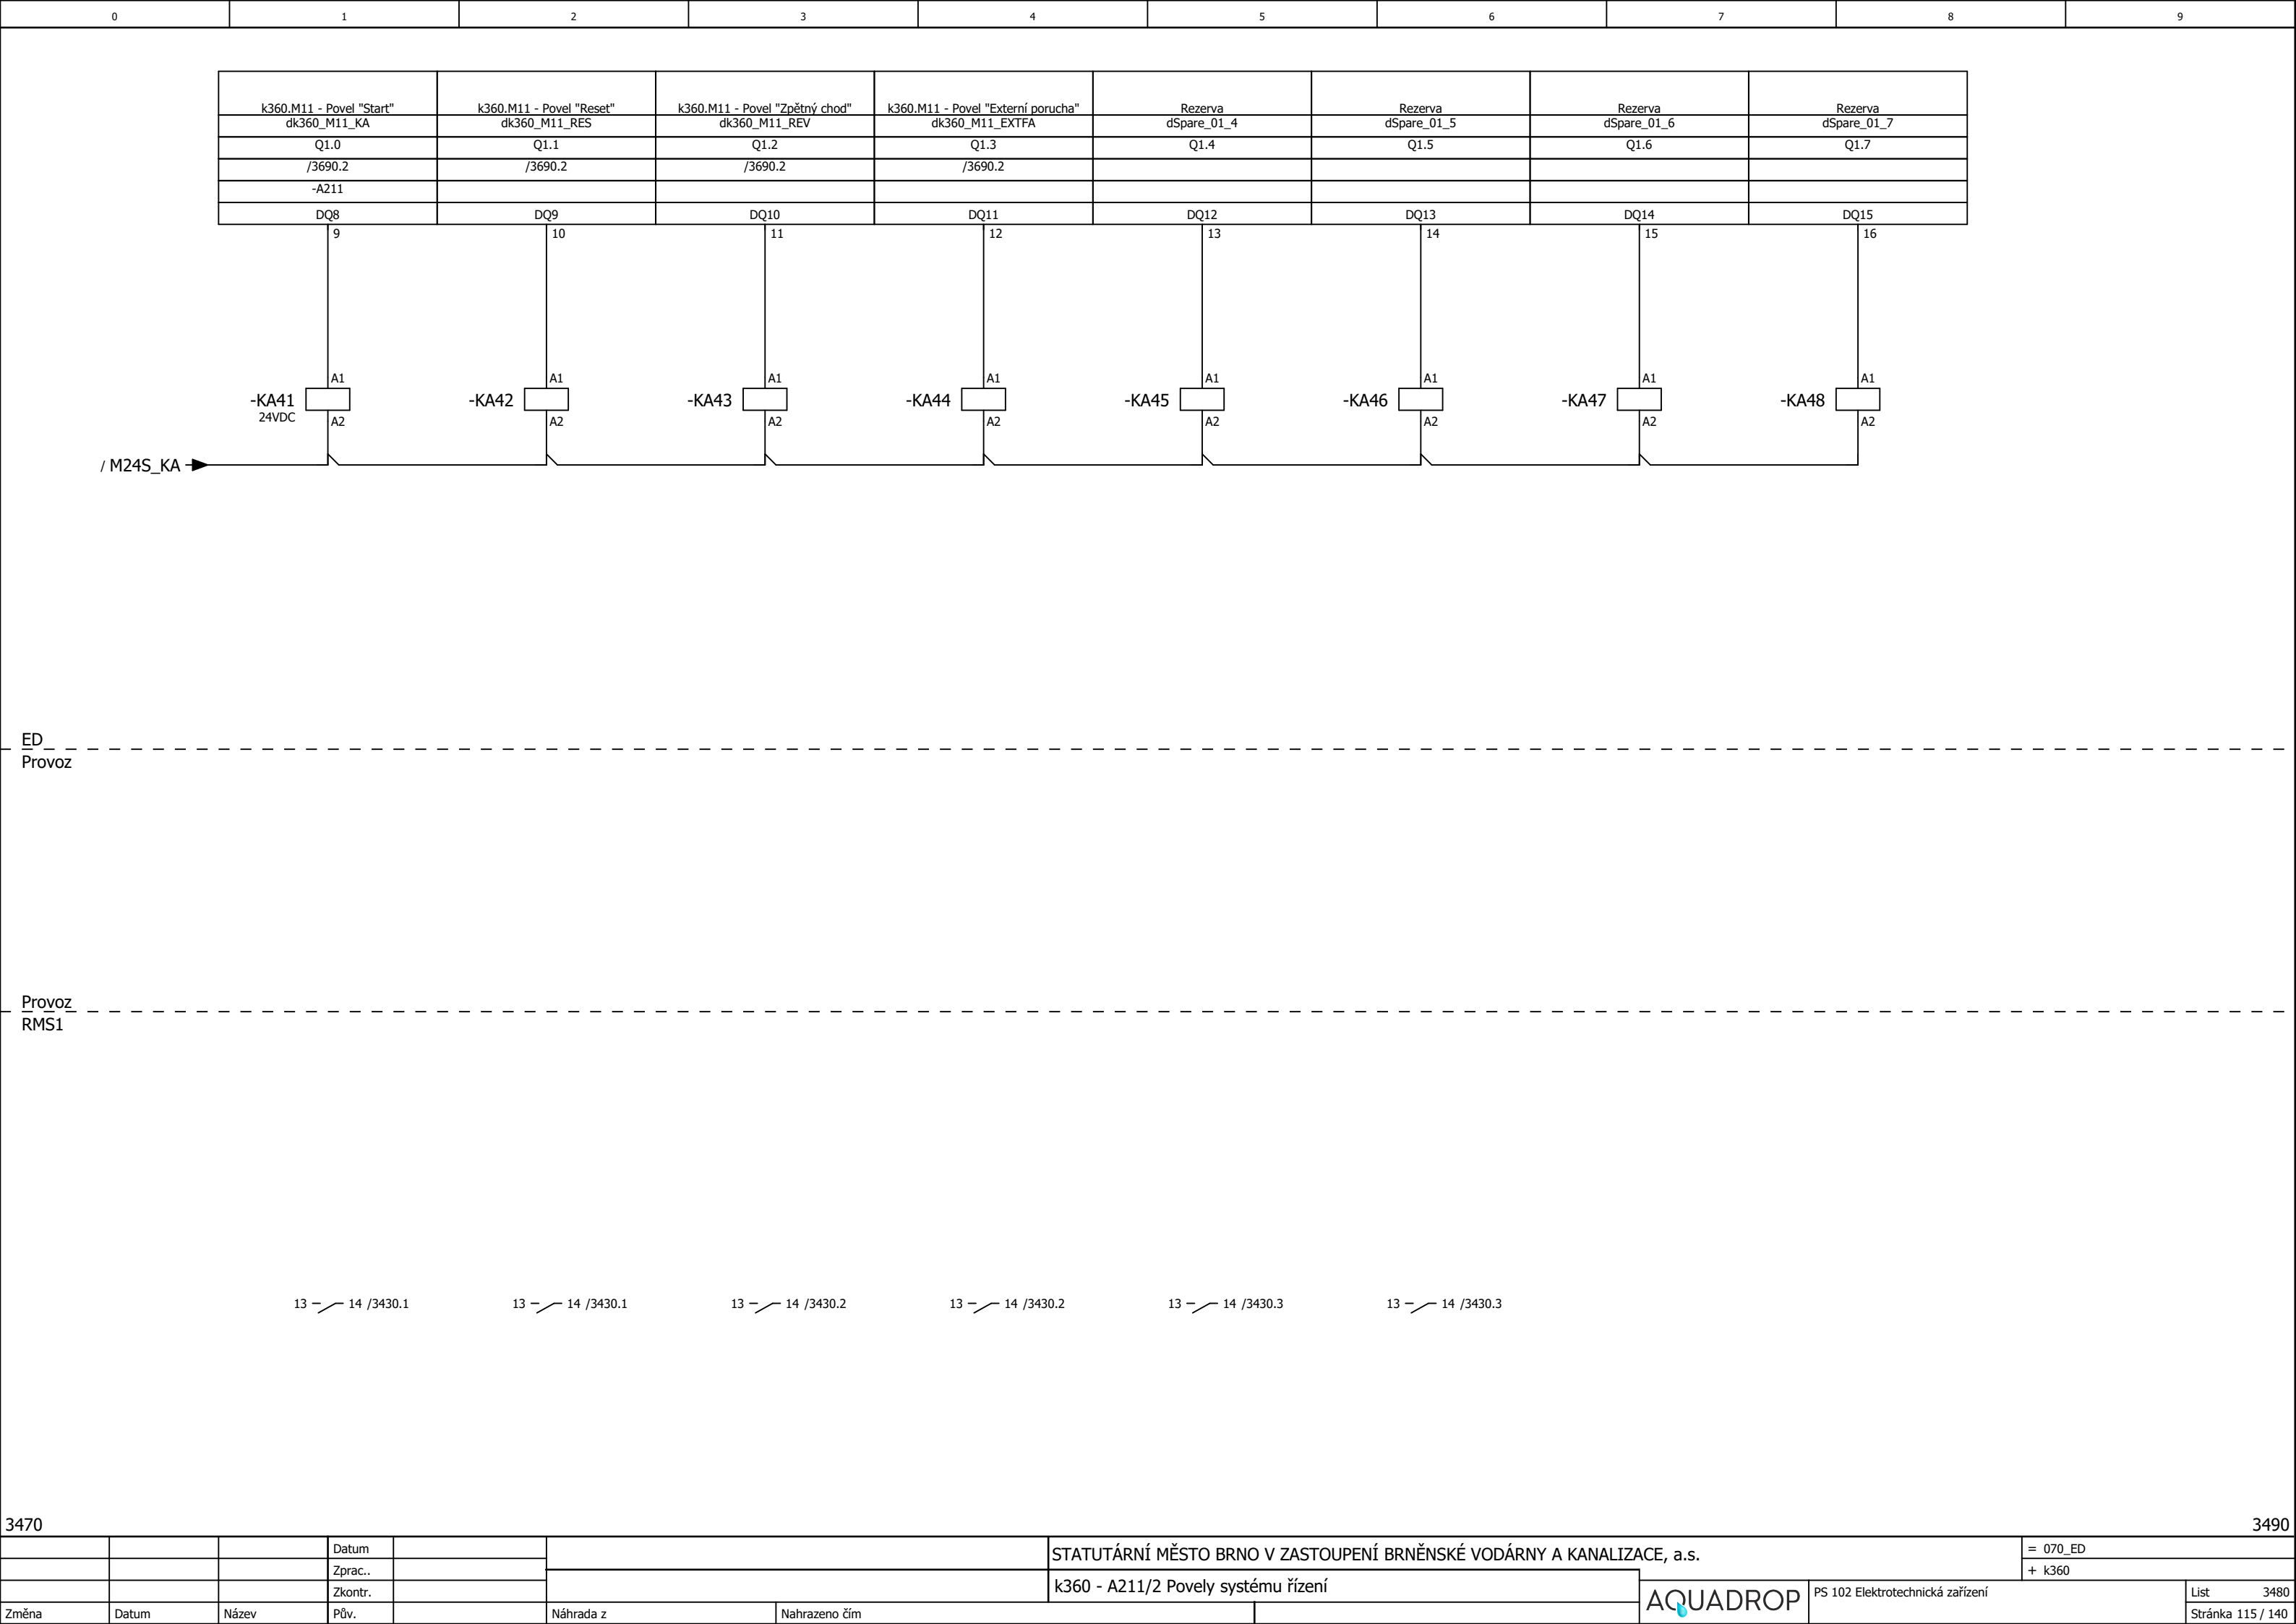 0 1 2 3 4 5 6 7 8 9
k360.M11 - Povel "Start" k360.M11 - Povel "Reset" k360.M11 - Povel "Zpětný chod" k360.M11 - Povel "Externí porucha" Rezerva Rezerva Rezerva Rezerva
dk360_M11_KA dk360_M11_RES dk360_M11_REV dk360_M11_EXTFA dSpare_01_4 dSpare_01_5 dSpare_01_6 dSpare_01_7
Q1.0 Q1.1 Q1.2 Q1.3 Q1.4 Q1.5 Q1.6 Q1.7
/3690.2 /3690.2 /3690.2 /3690.2
-A211
DQ8 DQ9 DQ10 DQ11 DQ12 DQ13 DQ14 DQ15
9 10 11 12 13 14 15 16
A1 A1 A1 A1 A1 A1 A1 A1
-KA41 -KA42 -KA43 -KA44 -KA45 -KA46 -KA47 -KA48
24VDC
A2 A2 A2 A2 A2 A2 A2 A2
/ M24S_KA
ED
Provoz
Provoz
RMS1
13 14 /3430.1 13 14 /3430.1 13 14 /3430.2 13 14 /3430.2 13 14 /3430.3 13 14 /3430.3
3470 3490
Datum
Zprac..
Zkontr.
Změna Datum Název Pův. Náhrada z Nahrazeno čím
STATUTÁRNÍ MĚSTO BRNO V ZASTOUPENÍ BRNĚNSKÉ VODÁRNY A KANALIZACE, a.s.
k360 - A211/2 Povely systému řízení
AQUADROP
PS 102 Elektrotechnická zařízení
= 070_ED
+ k360
List 3480
Stránka 115 / 140